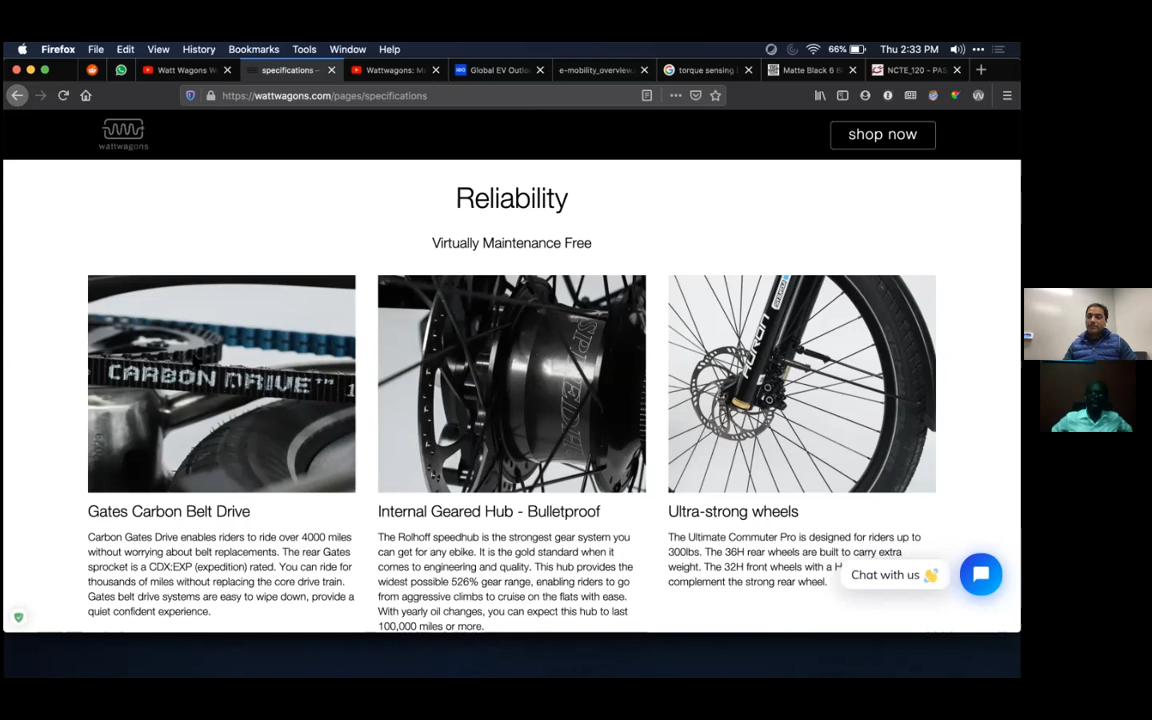 Firefox File Edit View History Bookmarks Tools Window Help 66% Thu 2:33 PM
Watt Wagons W
specifications –
Wattwagons: M
Global EV Outlo
e-mobility_overview.
torque sensing
Matte Black 6 B
NCTE_120 - PAS
https://wattwagons.com/pages/specifications
wattwagons
shop now
Reliability
Virtually Maintenance Free
CARBON DRIVE™ 1
Gates Carbon Belt Drive
Carbon Gates Drive enables riders to ride over 4000 miles
without worrying about belt replacements. The rear Gates
sprocket is a CDX:EXP (expedition) rated. You can ride for
thousands of miles without replacing the core drive train.
Gates belt drive systems are easy to wipe down, provide a
quiet confident experience.
Internal Geared Hub - Bulletproof
The Rolhoff speedhub is the strongest gear system you
can get for any ebike. It is the gold standard when it
comes to engineering and quality. This hub provides the
widest possible 526% gear range, enabling riders to go
from aggressive climbs to cruise on the flats with ease.
With yearly oil changes, you can expect this hub to last
100,000 miles or more.
Ultra-strong wheels
The Ultimate Commuter Pro is designed for riders up to
300lbs. The 36H rear wheels are built to carry extra
weight. The 32H front wheels with a H
complement the strong rear wheel.
Chat with us 👋